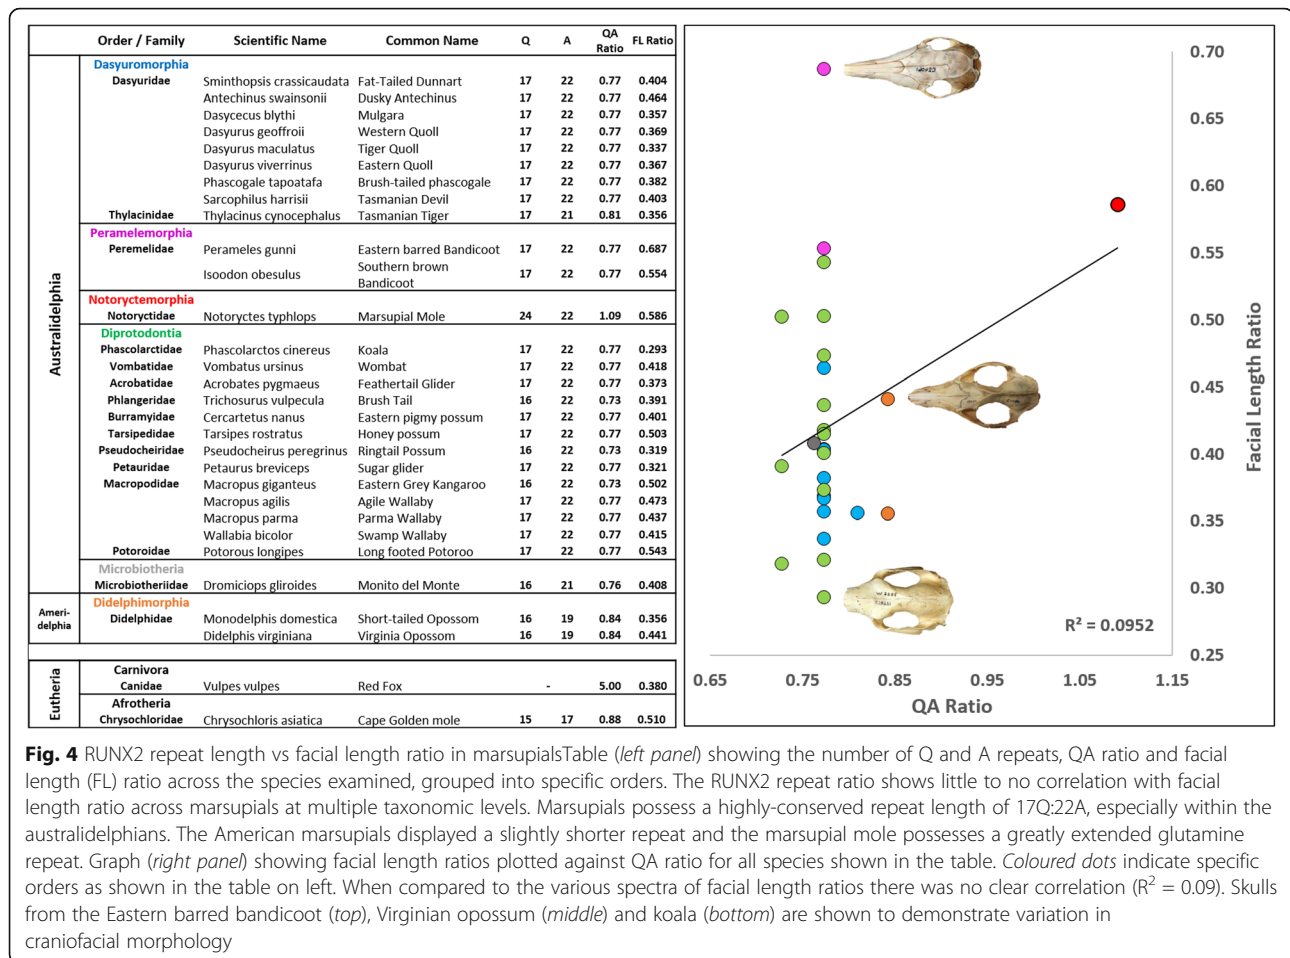 Order / Family Scientific Name Common Name Q A QA Ratio FL Ratio
Australidelphia
Dasyuromorphia
Dasyuridae Sminthopsis crassicaudata Fat-Tailed Dunnart 17 22 0.77 0.404
Antechinus swainsonii Dusky Antechinus 17 22 0.77 0.464
Dasycecus blythi Mulgara 17 22 0.77 0.357
Dasyurus geoffroii Western Quoll 17 22 0.77 0.369
Dasyurus maculatus Tiger Quoll 17 22 0.77 0.337
Dasyurus viverrinus Eastern Quoll 17 22 0.77 0.367
Phascogale tapoatafa Brush-tailed phascogale 17 22 0.77 0.382
Sarcophilus harrisii Tasmanian Devil 17 22 0.77 0.403
Thylacinidae Thylacinus cynocephalus Tasmanian Tiger 17 21 0.81 0.356
Peramelemorphia
Peremelidae Perameles gunni Eastern barred Bandicoot 17 22 0.77 0.687
Isoodon obesulus Southern brown Bandicoot 17 22 0.77 0.554
Notoryctemorphia
Notoryctidae Notoryctes typhlops Marsupial Mole 24 22 1.09 0.586
Diprotodontia
Phascolarctidae Phascolarctos cinereus Koala 17 22 0.77 0.293
Vombatidae Vombatus ursinus Wombat 17 22 0.77 0.418
Acrobatidae Acrobates pygmaeus Feathertail Glider 17 22 0.77 0.373
Phlangeridae Trichosurus vulpecula Brush Tail 16 22 0.73 0.391
Burramyidae Cercartetus nanus Eastern pigmy possum 17 22 0.77 0.401
Tarsipedidae Tarsipes rostratus Honey possum 17 22 0.77 0.503
Pseudocheiridae Pseudocheirus peregrinus Ringtail Possum 16 22 0.73 0.319
Petauridae Petaurus breviceps Sugar glider 17 22 0.77 0.321
Macropodidae Macropus giganteus Eastern Grey Kangaroo 16 22 0.73 0.502
Macropus agilis Agile Wallaby 17 22 0.77 0.473
Macropus parma Parma Wallaby 17 22 0.77 0.437
Wallabia bicolor Swamp Wallaby 17 22 0.77 0.415
Potoroidae Potorous longipes Long footed Potoroo 17 22 0.77 0.543
Microbiotheria
Microbiotheriidae Dromiciops gliroides Monito del Monte 16 21 0.76 0.408
Ameri-
delphia
Didelphimorphia
Didelphidae Monodelphis domestica Short-tailed Opossom 16 19 0.84 0.356
Didelphis virginiana Virginia Opossom 16 19 0.84 0.441
Eutheria
Carnivora
Canidae Vulpes vulpes Red Fox - 5.00 0.380
Afrotheria
Chrysochloridae Chrysochloris asiatica Cape Golden mole 15 17 0.88 0.510
0.70
0.65
0.60
0.55
0.50
0.45
0.40
0.35
0.30
0.25
Facial Length Ratio
R² = 0.0952
0.65 0.75 0.85 0.95 1.05 1.15
QA Ratio
Fig. 4 RUNX2 repeat length vs facial length ratio in marsupialsTable (left panel) showing the number of Q and A repeats, QA ratio and facial
length (FL) ratio across the species examined, grouped into specific orders. The RUNX2 repeat ratio shows little to no correlation with facial
length ratio across marsupials at multiple taxonomic levels. Marsupials possess a highly-conserved repeat length of 17Q:22A, especially within the
australidelphians. The American marsupials displayed a slightly shorter repeat and the marsupial mole possesses a greatly extended glutamine
repeat. Graph (right panel) showing facial length ratios plotted against QA ratio for all species shown in the table. Coloured dots indicate specific
orders as shown in the table on left. When compared to the various spectra of facial length ratios there was no clear correlation (R² = 0.09). Skulls
from the Eastern barred bandicoot (top), Virginian opossum (middle) and koala (bottom) are shown to demonstrate variation in
craniofacial morphology